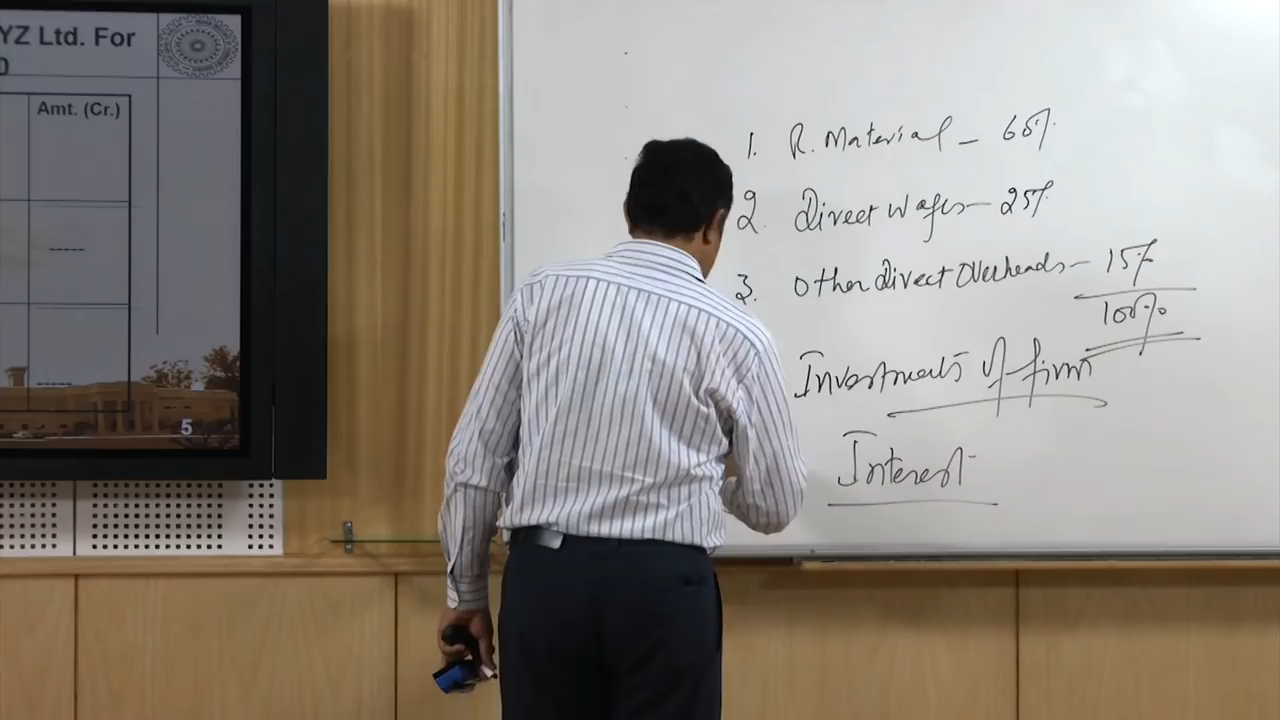 YZ Ltd. For
0
Amt. (Cr.)
----
----
5
1. R. Material - 60%
2. Direct Wages - 25%
3. Other direct Overheads - 15%
100%
Investments of firm
Interest